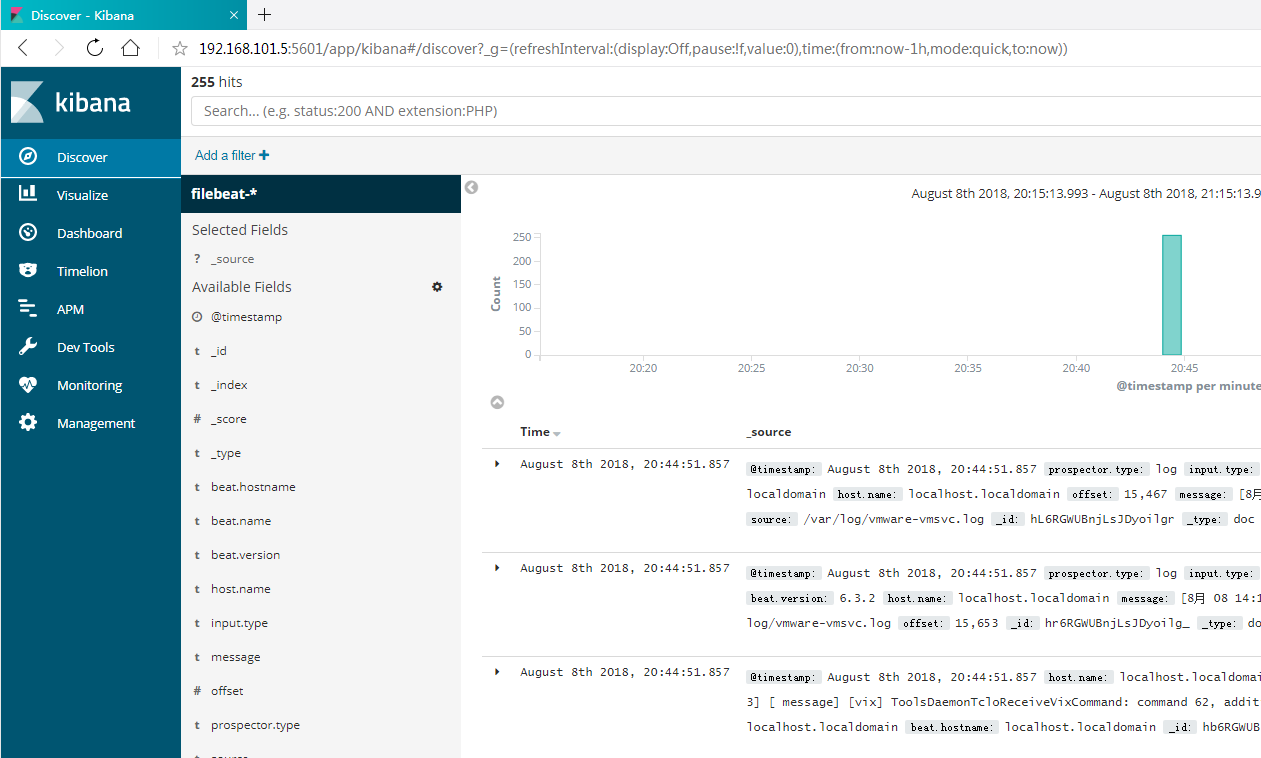 Discover - Kibana
192.168.101.5:5601/app/kibana#/discover?_g=(refreshInterval:(display:Off,pause:!f,value:0),time:(from:now-1h,mode:quick,to:now))
kibana
Discover
Visualize
Dashboard
Timelion
APM
Dev Tools
Monitoring
Management
255 hits
Search... (e.g. status:200 AND extension:PHP)
Add a filter +
filebeat-*
Selected Fields
? _source
Available Fields
@timestamp
t _id
t _index
# _score
t _type
t beat.hostname
t beat.name
t beat.version
t host.name
t input.type
t message
# offset
t prospector.type
August 8th 2018, 20:15:13.993 - August 8th 2018, 21:15:13.9
Count
250
200
150
100
50
0
20:20 20:25 20:30 20:35 20:40 20:45
@timestamp per minute
Time _source
August 8th 2018, 20:44:51.857 @timestamp: August 8th 2018, 20:44:51.857 prospector.type: log input.type:
localdomain host.name: localhost.localdomain offset: 15,467 message: [8月
source: /var/log/vmware-vmsvc.log _id: hL6RGWUBnjLsJDyoilgr _type: doc
August 8th 2018, 20:44:51.857 @timestamp: August 8th 2018, 20:44:51.857 prospector.type: log input.type:
beat.version: 6.3.2 host.name: localhost.localdomain message: [8月 08 14:1
log/vmware-vmsvc.log offset: 15,653 _id: hr6RGWUBnjLsJDyoilg_ _type: do
August 8th 2018, 20:44:51.857 @timestamp: August 8th 2018, 20:44:51.857 host.name: localhost.localdomai
3] [ message] [vix] ToolsDaemonTcloReceiveVixCommand: command 62, addit
localhost.localdomain beat.hostname: localhost.localdomain _id: hb6RGWUB